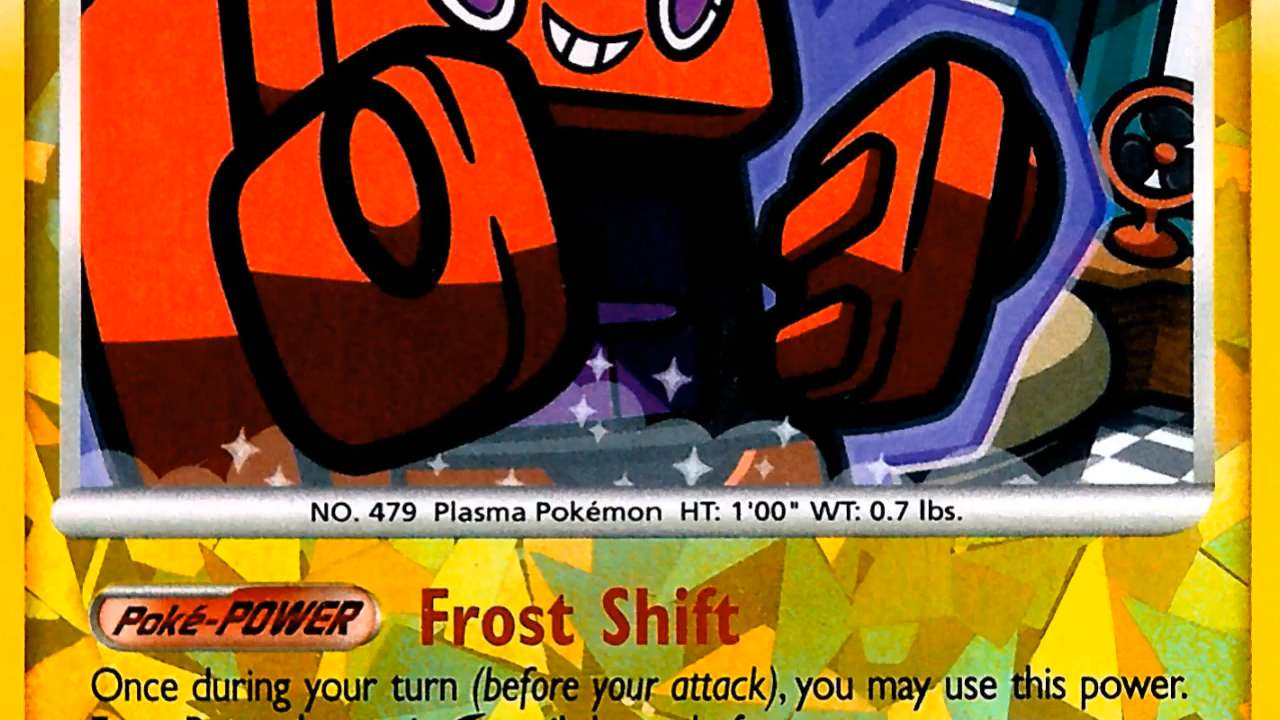 NO. 479 Plasma Pokémon HT: 1'00" WT: 0.7 lbs.
Poké-POWER Frost Shift
Once during your turn (before your attack), you may use this power.